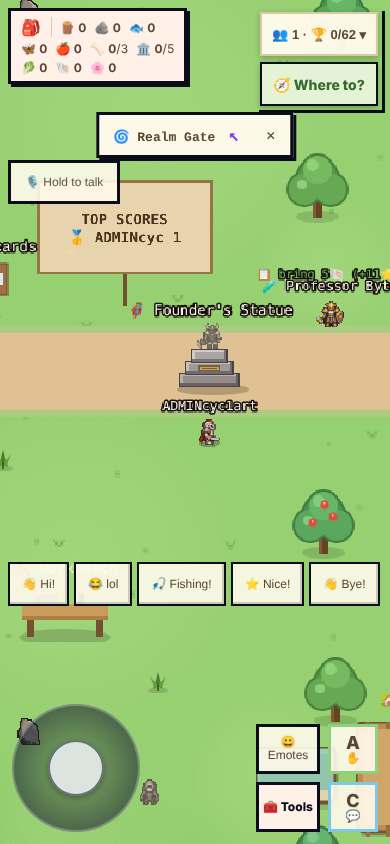 0 0 0
0 0 0/3 0/5
0 0 0
1 · 0/62 ▾
Where to?
Realm Gate ×
Hold to talk
TOP SCORES
ADMINcyc 1
ards
bring 5 (+11
Professor Byt
Founder's Statue
ADMINcyclart
Hi! lol Fishing! Nice! Bye!
Emotes
A
Tools
C